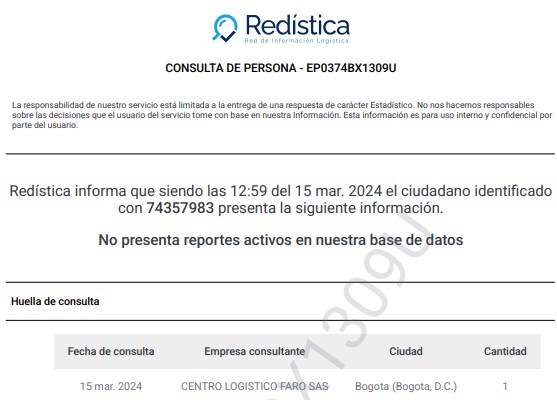 Redística
Red de Información Logística
CONSULTA DE PERSONA - EP0374BX1309U
La responsabilidad de nuestro servicio está limitada a la entrega de una respuesta de carácter Estadístico. No nos hacemos responsables
sobre las decisiones que el usuario del servicio tome con base en nuestra Información. Esta información es para uso interno y confidencial por
parte del usuario.
Redística informa que siendo las 12:59 del 15 mar. 2024 el ciudadano identificado
con 74357983 presenta la siguiente información.
No presenta reportes activos en nuestra base de datos
Huella de consulta
Fecha de consulta Empresa consultante Ciudad Cantidad
15 mar. 2024 CENTRO LOGISTICO FARO SAS Bogota (Bogota, D.C.) 1
X1309U